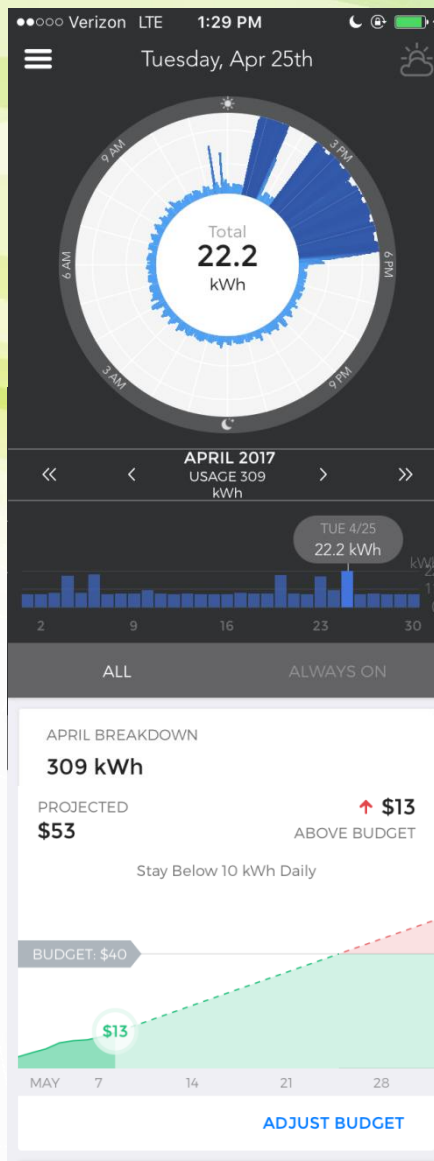 Verizon LTE 1:29 PM
Tuesday, Apr 25th
9 AM
3 PM
Total
22.2
kWh
6 AM
6 PM
3 AM
9 PM
APRIL 2017
« < USAGE 309 > »
kWh
TUE 4/25
22.2 kWh
kWh
2 9 16 23 30
ALL ALWAYS ON
APRIL BREAKDOWN
309 kWh
PROJECTED ↑ $13
$53 ABOVE BUDGET
Stay Below 10 kWh Daily
BUDGET: $40
$13
MAY 7 14 21 28
ADJUST BUDGET